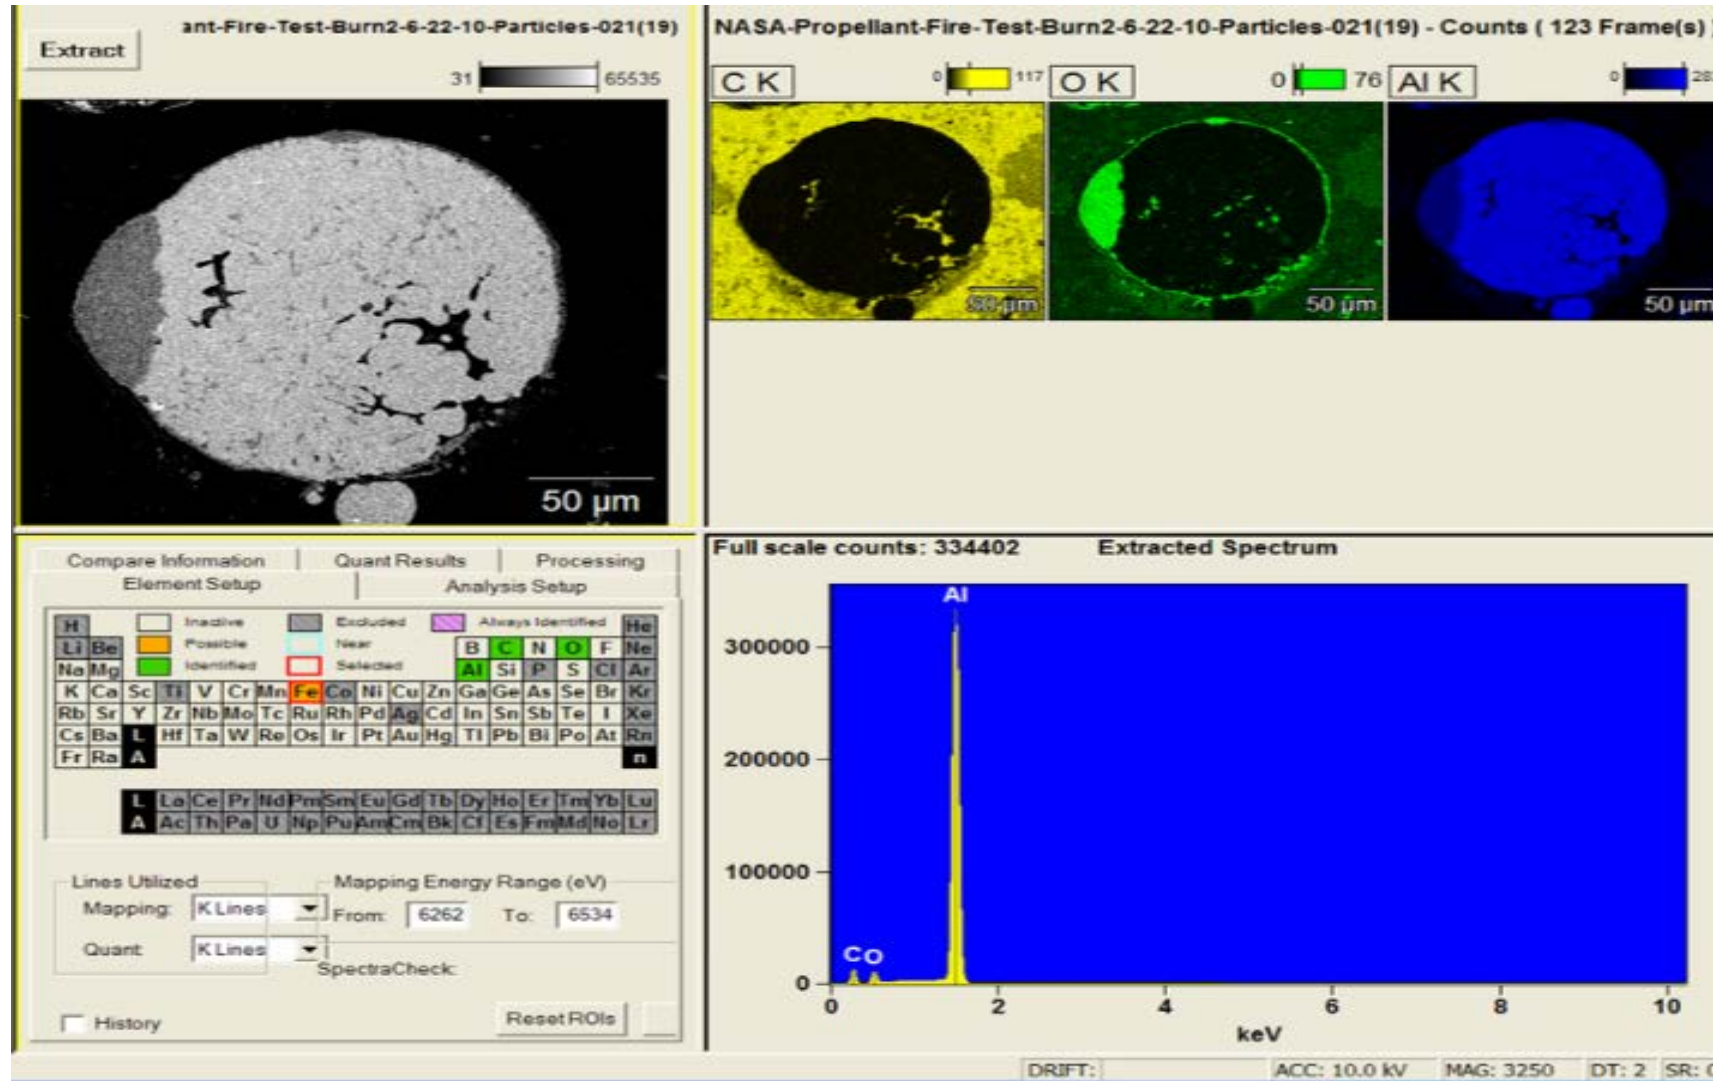 ant-Fire-Test-Burn2-6-22-10-Particles-021(19)
Extract
31 65535
50 µm
NASA-Propellant-Fire-Test-Burn2-6-22-10-Particles-021(19) - Counts ( 123 Frame(s)
C K 0 117 O K 0 76 Al K 0
50 µm 50 µm 50 µm
Compare Information Quant Results Processing
Element Setup Analysis Setup
Inactive Excluded Always Identified
Possible Near
Identified Selected
H He
Li Be B C N O F Ne
Na Mg Al Si P S Cl Ar
K Ca Sc Ti V Cr Mn Fe Co Ni Cu Zn Ga Ge As Se Br Kr
Rb Sr Y Zr Nb Mo Tc Ru Rh Pd Ag Cd In Sn Sb Te I Xe
Cs Ba L Hf Ta W Re Os Ir Pt Au Hg Tl Pb Bi Po At Rn
Fr Ra A n
L La Ce Pr Nd Pm Sm Eu Gd Tb Dy Ho Er Tm Yb Lu
A Ac Th Pa U Np Pu Am Cm Bk Cf Es Fm Md No Lr
Lines Utilized
Mapping: K Lines
Quant: K Lines
Mapping Energy Range (eV)
From: 6262 To: 6534
SpectraCheck:
History
Reset ROIs
Full scale counts: 334402 Extracted Spectrum
Al
300000
200000
100000
C O
0
0 2 4 6 8 10
keV
DRIFT: ACC: 10.0 kV MAG: 3250 DT: 2 SR: